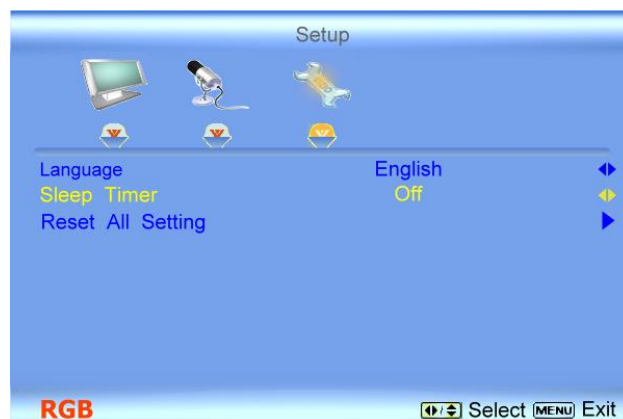 Setup
Language English
Sleep Timer Off
Reset All Setting
RGB Select MENU Exit